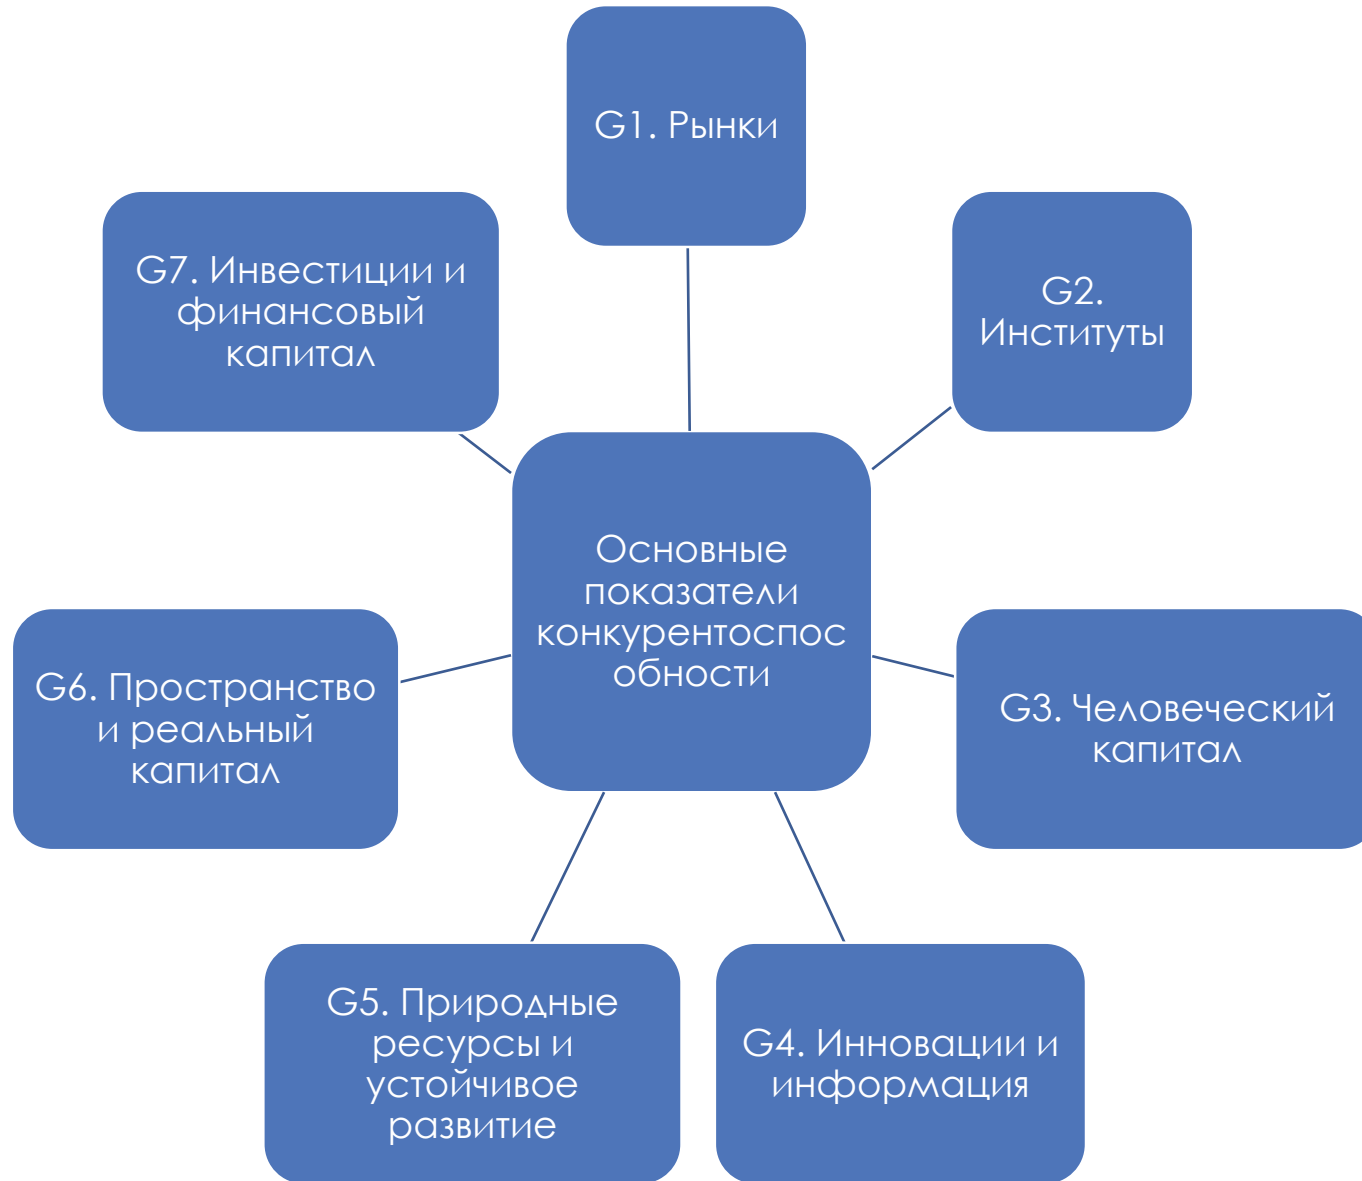 G1. Рынки
G2.
Институты
G3. Человеческий
капитал
G4. Инновации и
информация
G5. Природные
ресурсы и
устойчивое
развитие
G6. Пространство
и реальный
капитал
G7. Инвестиции и
финансовый
капитал
Основные
показатели
конкурентоспос
обности